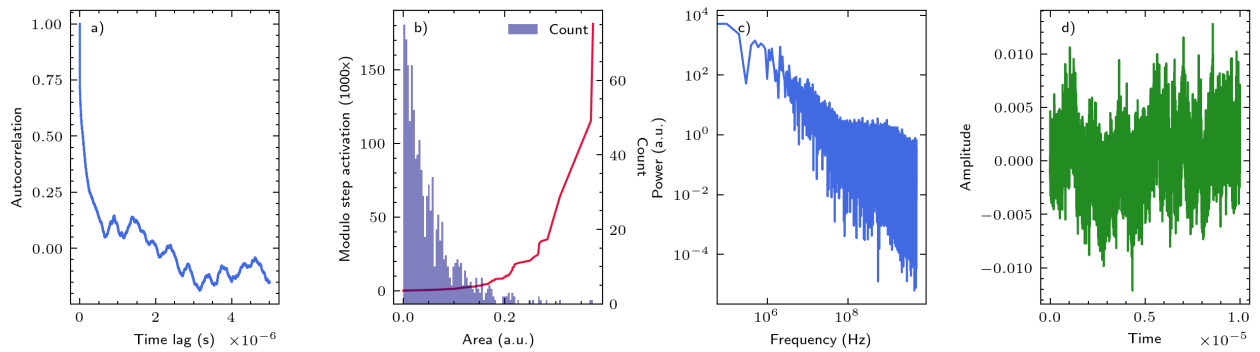 a)
1.00
0.75
0.50
0.25
0.00
Autocorrelation
0
2
4
Time lag (s)
×10⁻⁶
b)
Count
150
100
50
0
Modulo step activation (1000x)
60
40
20
0
Count
0.0
0.2
Area (a.u.)
c)
10⁴
10²
10⁰
10⁻²
10⁻⁴
Power (a.u.)
10⁶
10⁸
Frequency (Hz)
d)
0.010
0.005
0.000
−0.005
−0.010
Amplitude
0.0
0.5
1.0
Time
×10⁻⁵